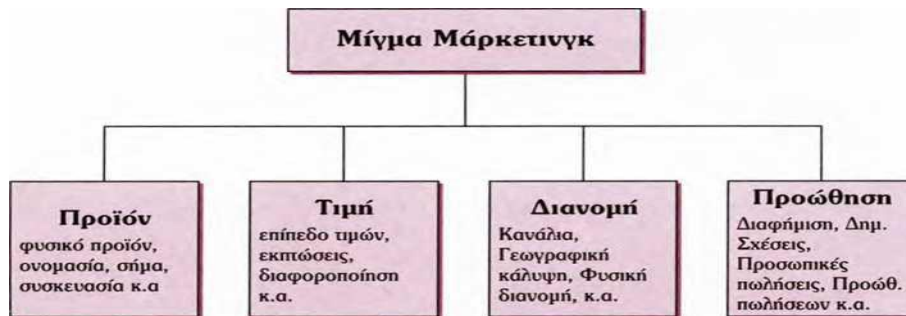 Μίγμα Μάρκετινγκ
Προϊόν
φυσικό προϊόν,
ονομασία, σήμα,
συσκευασία κ.α
Τιμή
επίπεδο τιμών,
εκπτώσεις,
διαφοροποίηση
κ.α.
Διανομή
Κανάλια,
Γεωγραφική
κάλυψη, Φυσική
διανομή, κ.α.
Προώθηση
Διαφήμιση, Δημ.
Σχέσεις,
Προσωπικές
πωλήσεις, Προώθ.
πωλήσεων κ.α.